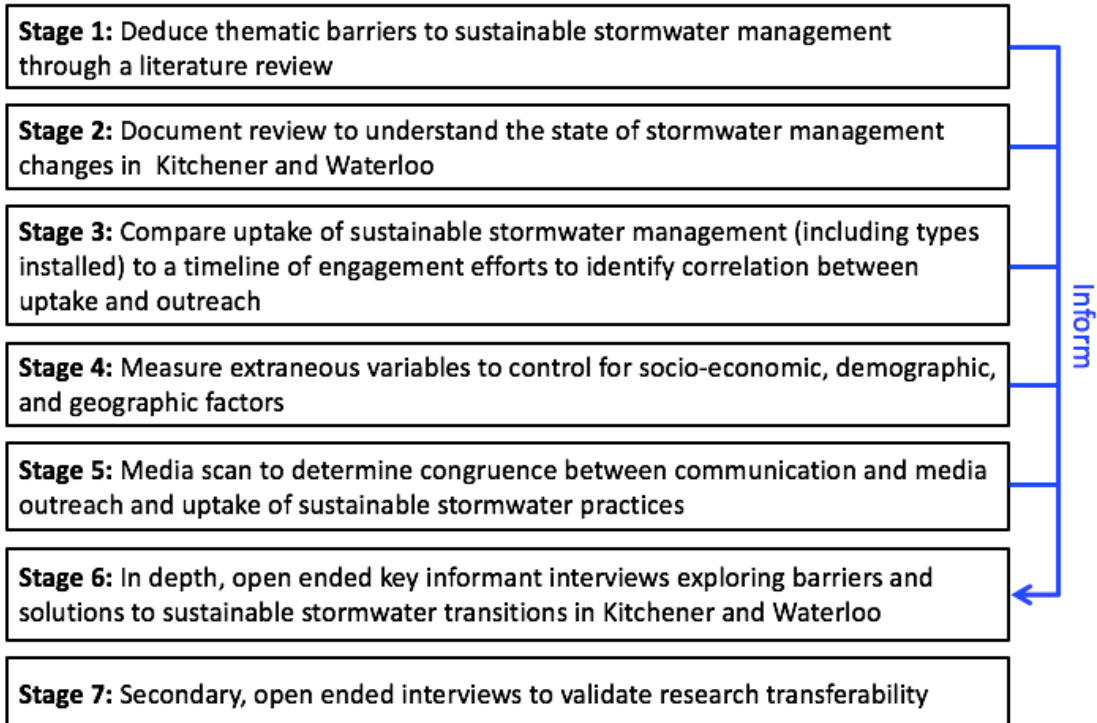 Stage 1: Deduce thematic barriers to sustainable stormwater management
through a literature review
Stage 2: Document review to understand the state of stormwater management
changes in Kitchener and Waterloo
Stage 3: Compare uptake of sustainable stormwater management (including types
installed) to a timeline of engagement efforts to identify correlation between
uptake and outreach
Stage 4: Measure extraneous variables to control for socio-economic, demographic,
and geographic factors
Stage 5: Media scan to determine congruence between communication and media
outreach and uptake of sustainable stormwater practices
Stage 6: In depth, open ended key informant interviews exploring barriers and
solutions to sustainable stormwater transitions in Kitchener and Waterloo
Stage 7: Secondary, open ended interviews to validate research transferability
Inform